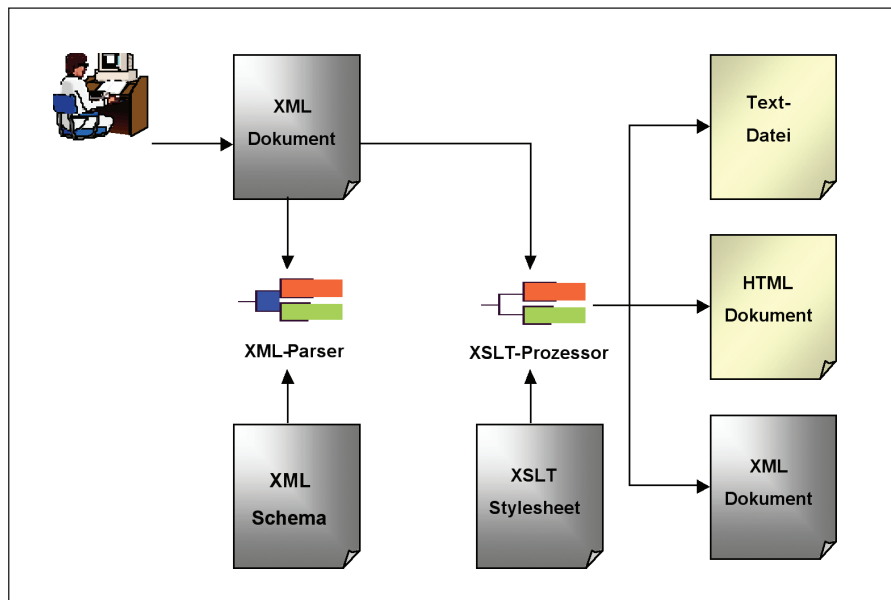 XML
Dokument
Text-
Datei
HTML
Dokument
XML-Parser
XSLT-Prozessor
XML
Schema
XSLT
Stylesheet
XML
Dokument